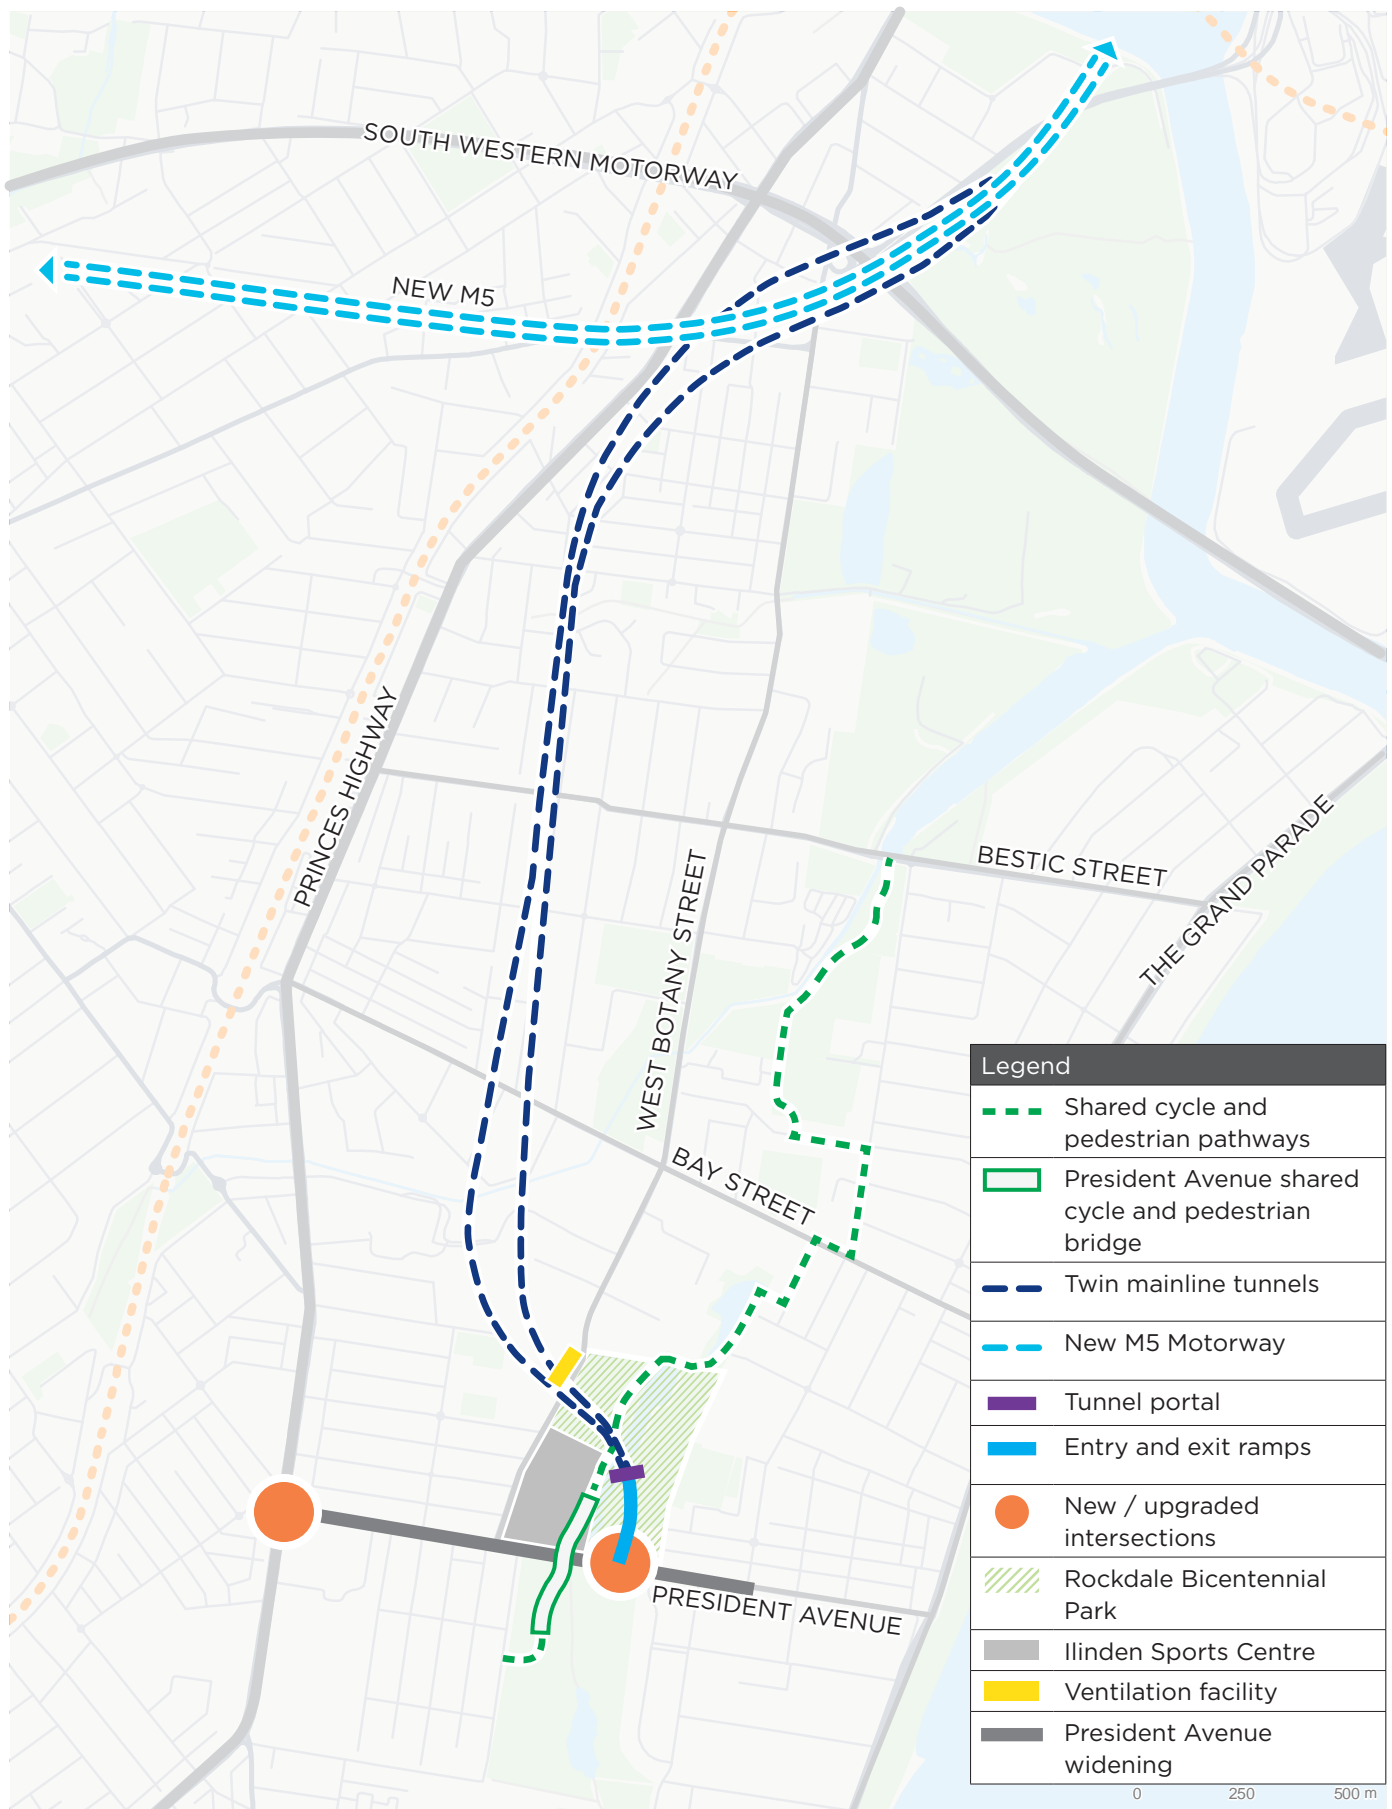 SOUTH WESTERN MOTORWAY
NEW M5
PRINCES HIGHWAY
BESTIC STREET
THE GRAND PARADE
WEST BOTANY STREET
BAY STREET
PRESIDENT AVENUE
Legend
Shared cycle and
pedestrian pathways
President Avenue shared
cycle and pedestrian
bridge
Twin mainline tunnels
New M5 Motorway
Tunnel portal
Entry and exit ramps
New / upgraded
intersections
Rockdale Bicentennial
Park
Ilinden Sports Centre
Ventilation facility
President Avenue
widening
0 250 500 m